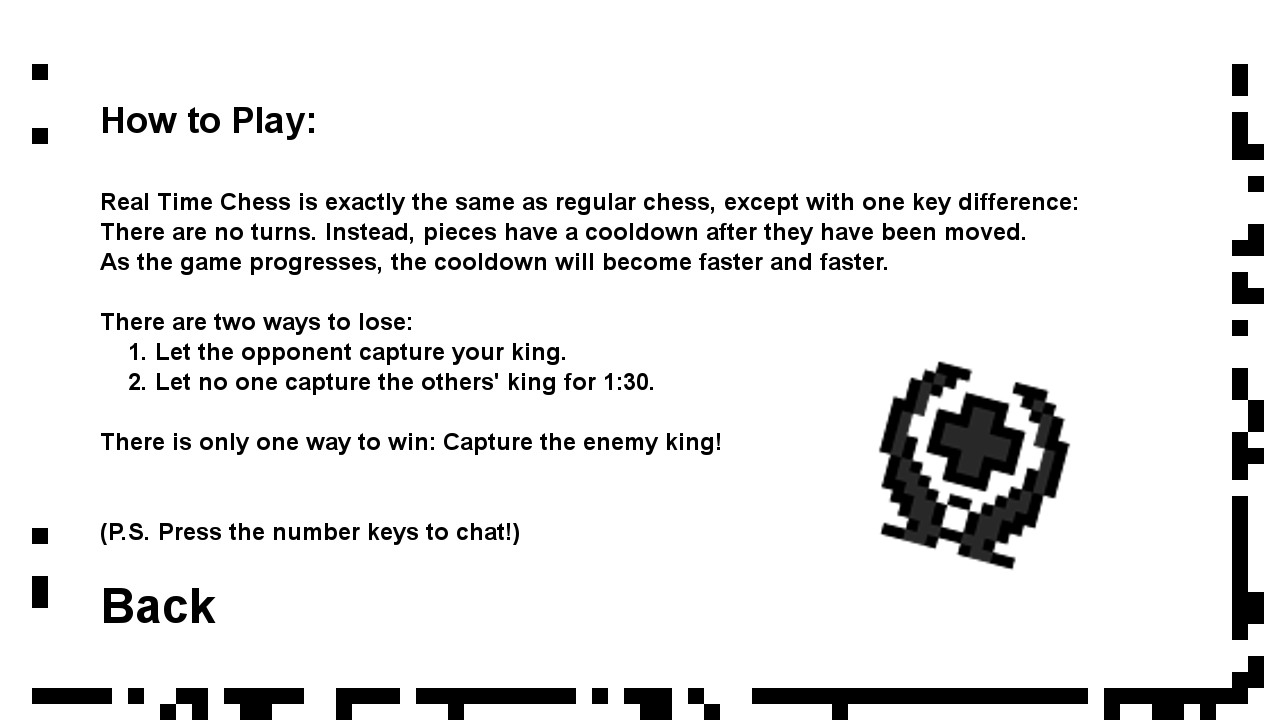 How to Play:
Real Time Chess is exactly the same as regular chess, except with one key difference:
There are no turns. Instead, pieces have a cooldown after they have been moved.
As the game progresses, the cooldown will become faster and faster.
There are two ways to lose:
1. Let the opponent capture your king.
2. Let no one capture the others' king for 1:30.
There is only one way to win: Capture the enemy king!
(P.S. Press the number keys to chat!)
Back